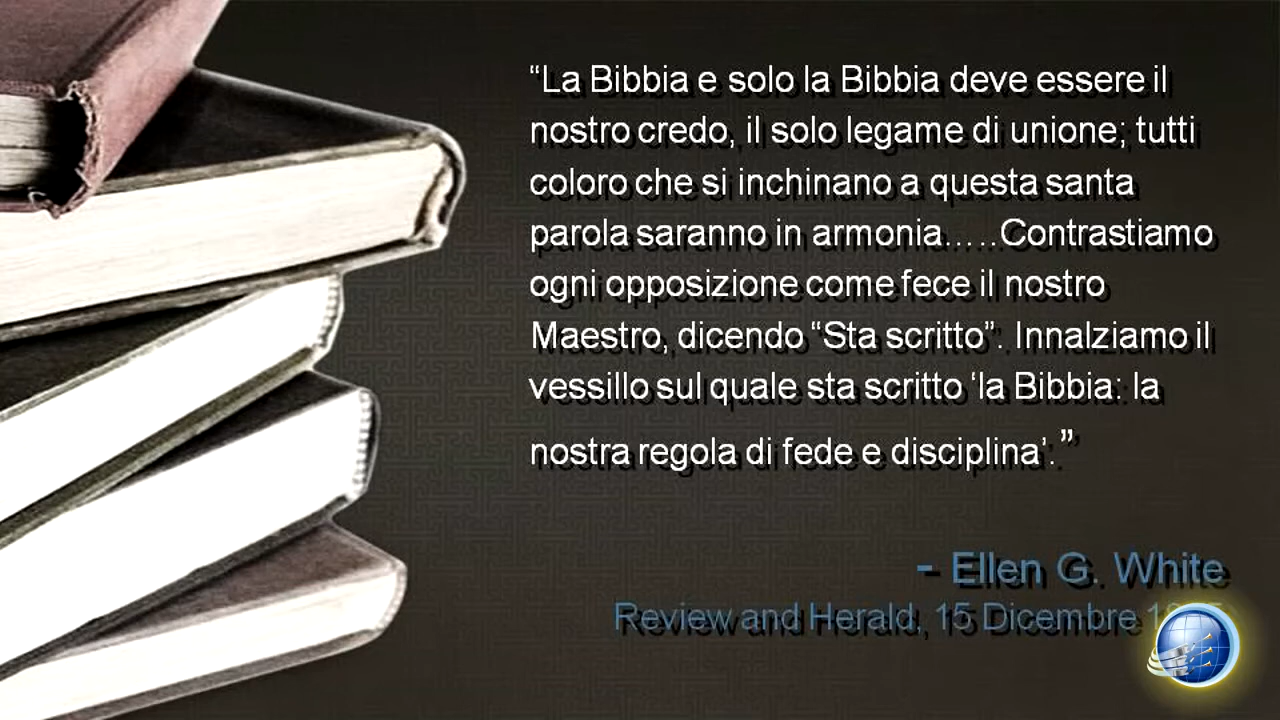 “La Bibbia e solo la Bibbia deve essere il
nostro credo, il solo legame di unione; tutti
coloro che si inchinano a questa santa
parola saranno in armonia…..Contrastiamo
ogni opposizione come fece il nostro
Maestro, dicendo “Sta scritto”. Innalziamo il
vessillo sul quale sta scritto ‘la Bibbia: la
nostra regola di fede e disciplina’.”
- Ellen G. White
Review and Herald, 15 Dicembre